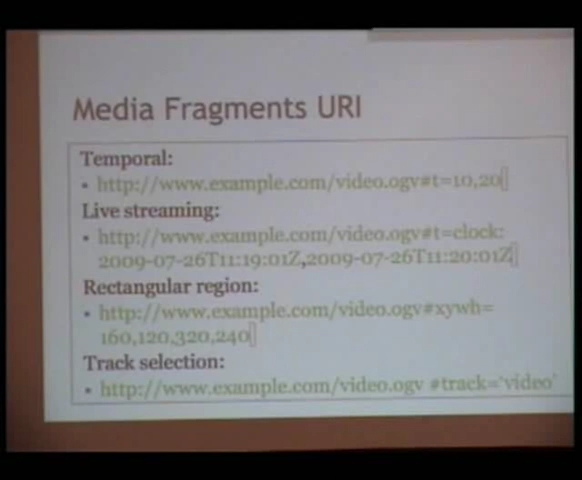 Media Fragments URI
Temporal:
• http://www.example.com/video.ogv#t=10,20
Live streaming:
• http://www.example.com/video.ogv#t=clock:
2009-07-26T11:19:01Z,2009-07-26T11:20:01Z
Rectangular region:
• http://www.example.com/video.ogv#xywh=
160,120,320,240
Track selection:
• http://www.example.com/video.ogv #track='video'